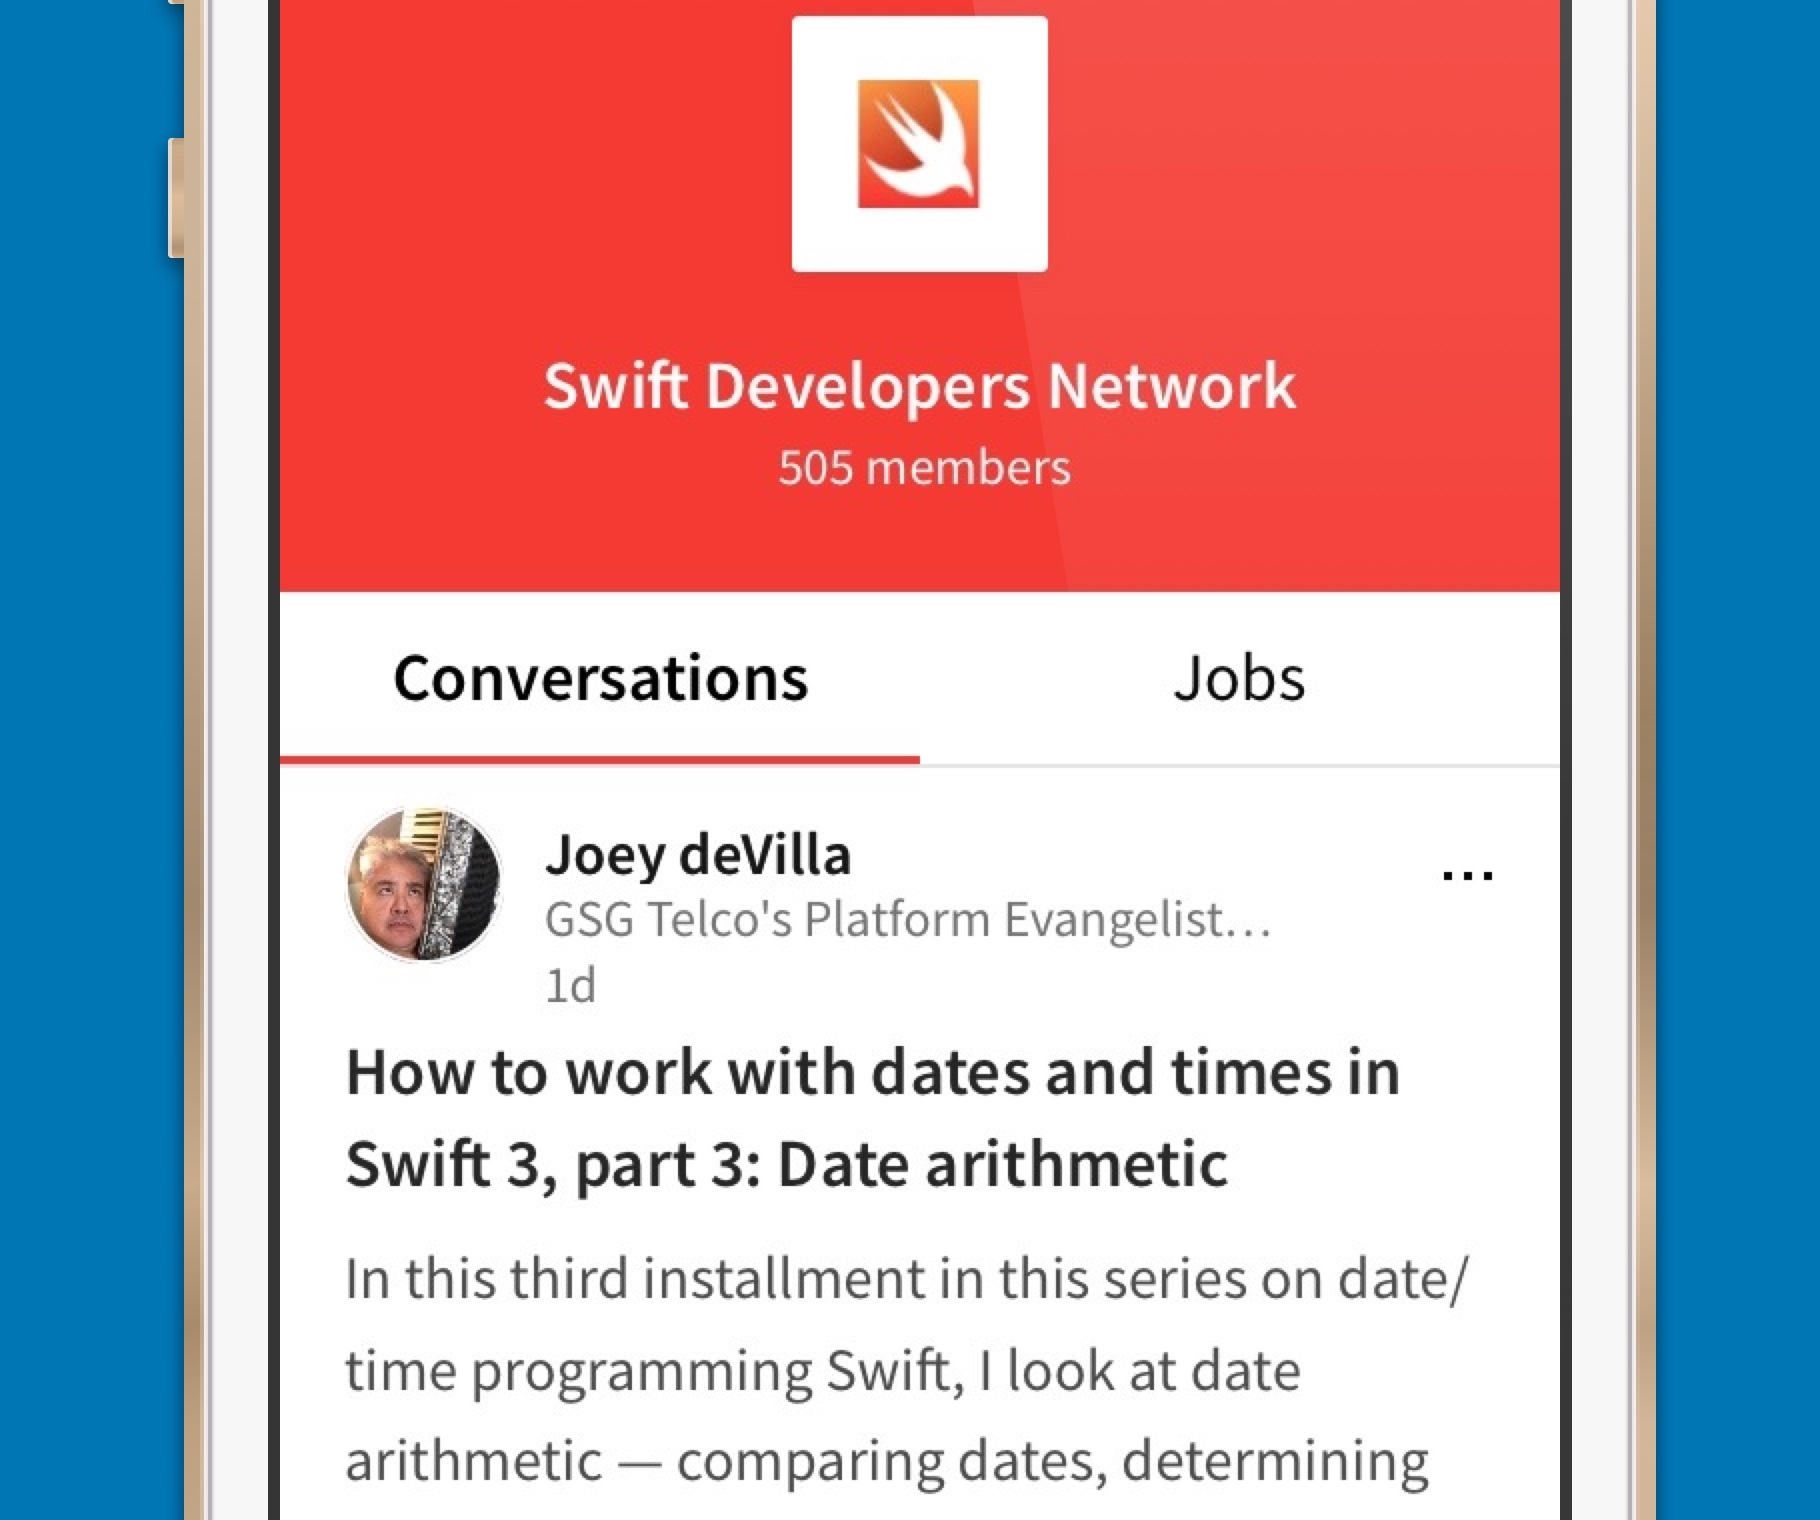 Swift Developers Network
505 members
Conversations
Jobs
Joey deVilla
...
GSG Telco's Platform Evangelist…
1d
How to work with dates and times in
Swift 3, part 3: Date arithmetic
In this third installment in this series on date/
time programming Swift, I look at date
arithmetic — comparing dates, determining